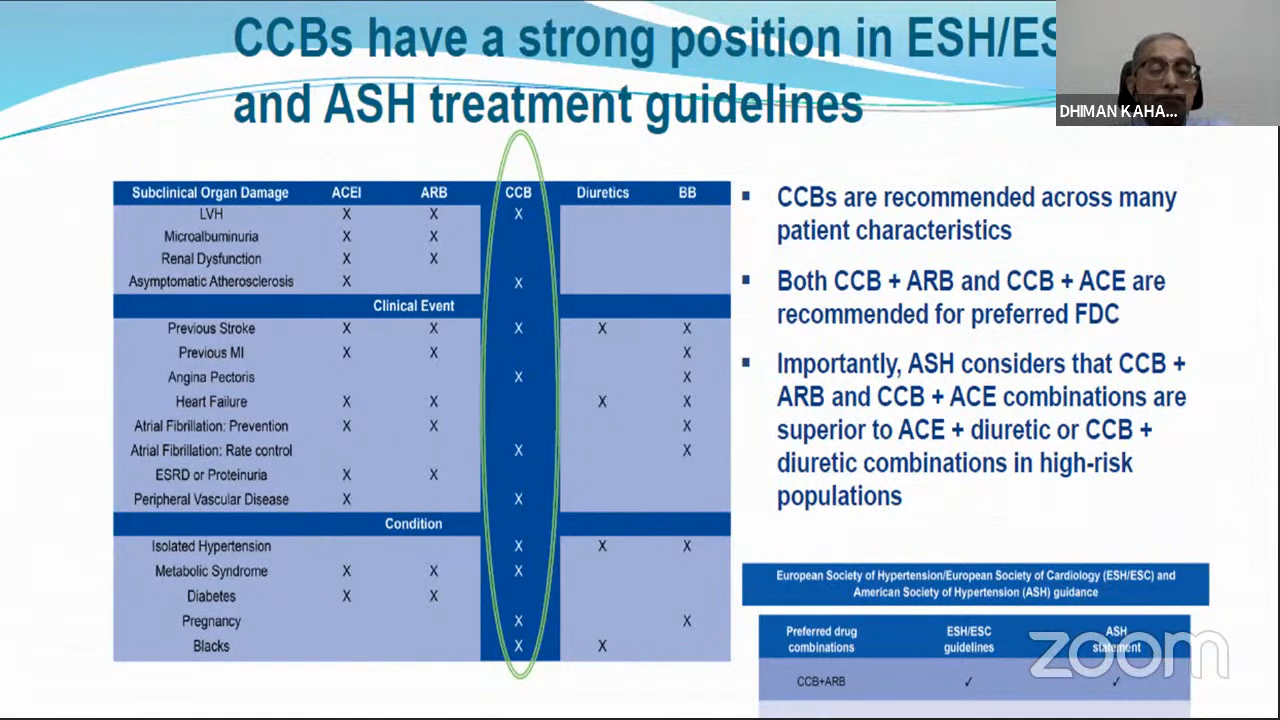 CCBs have a strong position in ESH/ES
and ASH treatment guidelines
DHIMAN KAHA...
Subclinical Organ Damage ACEI ARB CCB Diuretics BB
LVH X X X
Microalbuminuria X X
Renal Dysfunction X X
Asymptomatic Atherosclerosis X X
Clinical Event
Previous Stroke X X X X X
Previous MI X X X
Angina Pectoris X X
Heart Failure X X X X
Atrial Fibrillation: Prevention X X X
Atrial Fibrillation: Rate control X X
ESRD or Proteinuria X X
Peripheral Vascular Disease X X
Condition
Isolated Hypertension X X X
Metabolic Syndrome X X X
Diabetes X X
Pregnancy X X
Blacks X X
▪ CCBs are recommended across many
patient characteristics
▪ Both CCB + ARB and CCB + ACE are
recommended for preferred FDC
▪ Importantly, ASH considers that CCB +
ARB and CCB + ACE combinations are
superior to ACE + diuretic or CCB +
diuretic combinations in high-risk
populations
European Society of Hypertension/European Society of Cardiology (ESH/ESC) and
American Society of Hypertension (ASH) guidance
Preferred drug combinations ESH/ESC guidelines ASH statement
CCB+ARB ✓ ✓
zoom